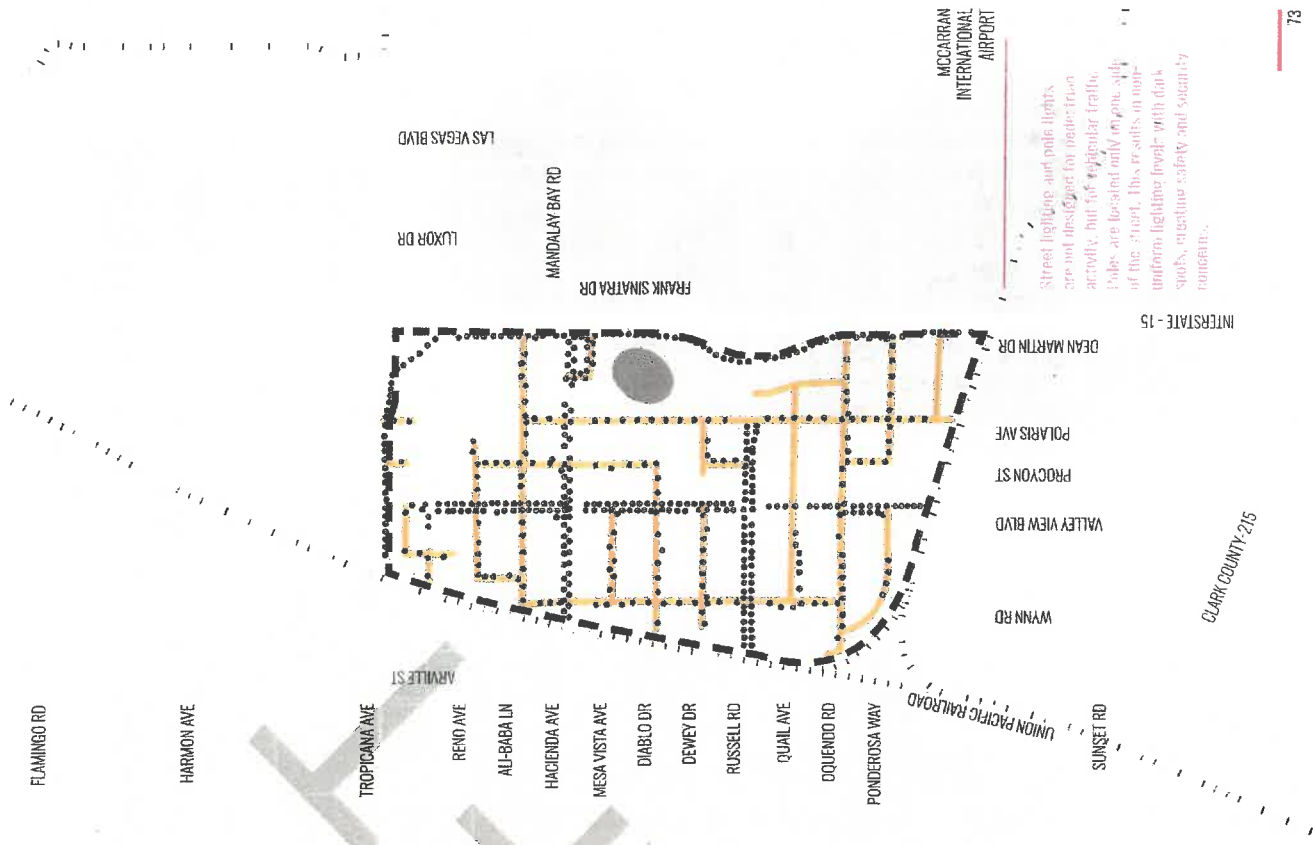 FLAMINGO RD
HARMON AVE
TROPICANA AVE
RENO AVE
ALI-BABA LN
HACIENDA AVE
MESA VISTA AVE
DIABLO DR
DEWEY DR
RUSSELL RD
QUAIL AVE
OQUENDO RD
PONDEROSA WAY
SUNSET RD
ARVILLE ST
UNION PACIFIC RAILROAD
WYNN RD
VALLEY VIEW BLVD
PROCYON ST
POLARIS AVE
DEAN MARTIN DR
INTERSTATE - 15
CLARK COUNTY-215
FRANK SINATRA DR
MANDALAY BAY RD
LUXOR DR
LAS VEGAS BLVD
MCCARRAN
INTERNATIONAL
AIRPORT
Street lighting and pole lights
are not designed for pedestrian
activity, but for vehicular traffic.
Poles are located only on one side
of the street. This results in non-
uniform lighting levels with dark
spots, creating safety and security
concerns.
73